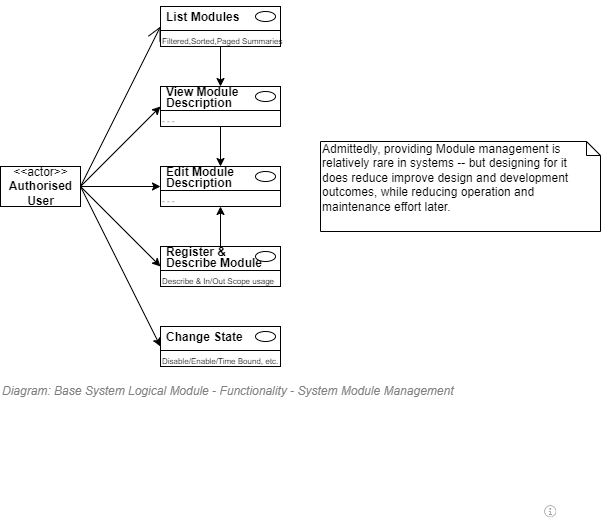 List Modules
Filtered,Sorted,Paged Summaries
View Module
Description
- - -
<<actor>>
Authorised
User
Edit Module
Description
- - -
Register &
Describe Module
Describe & In/Out Scope usage
Change State
Disable/Enable/Time Bound, etc.
Admittedly, providing Module management is
relatively rare in systems -- but designing for it
does reduce improve design and development
outcomes, while reducing operation and
maintenance effort later.
Diagram: Base System Logical Module - Functionality - System Module Management